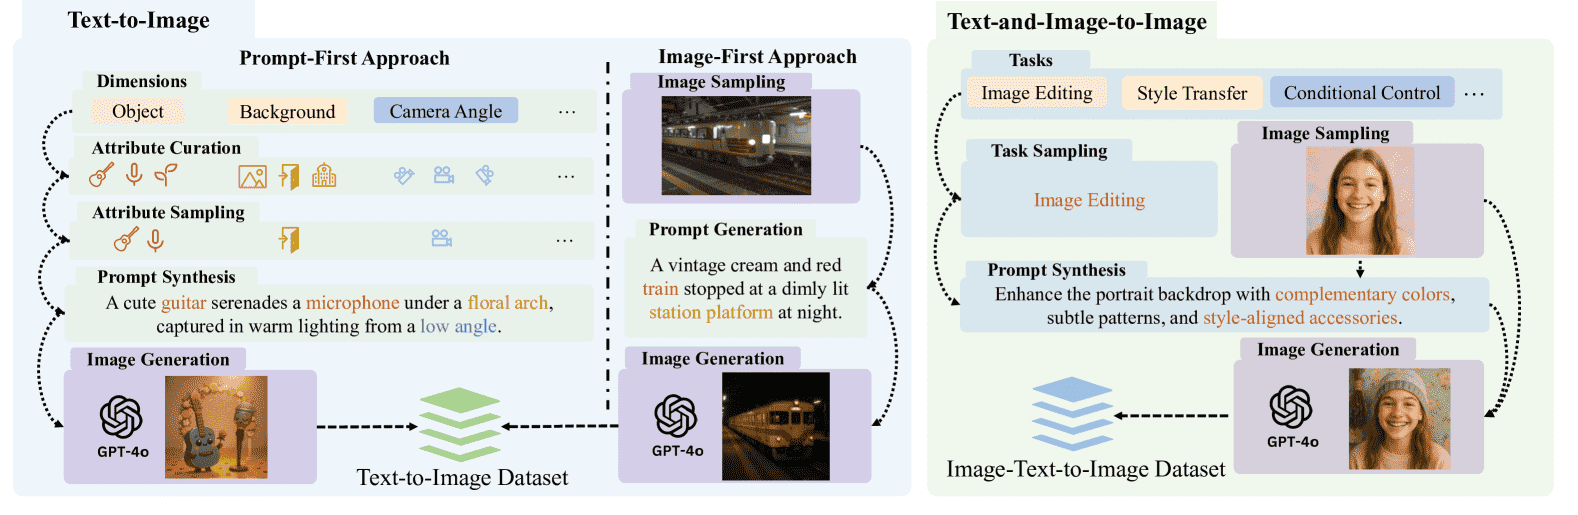 Text-to-Image
Prompt-First Approach
Dimensions
Object
Background
Camera Angle
...
Attribute Curation
...
Attribute Sampling
...
Prompt Synthesis
A cute guitar serenades a microphone under a floral arch,
captured in warm lighting from a low angle.
Image Generation
GPT-4o
Text-to-Image Dataset
Image-First Approach
Image Sampling
Prompt Generation
A vintage cream and red
train stopped at a dimly lit
station platform at night.
Image Generation
GPT-4o
Text-and-Image-to-Image
Tasks
Image Editing
Style Transfer
Conditional Control
...
Task Sampling
Image Editing
Image Sampling
Prompt Synthesis
Enhance the portrait backdrop with complementary colors,
subtle patterns, and style-aligned accessories.
Image Generation
GPT-4o
Image-Text-to-Image Dataset